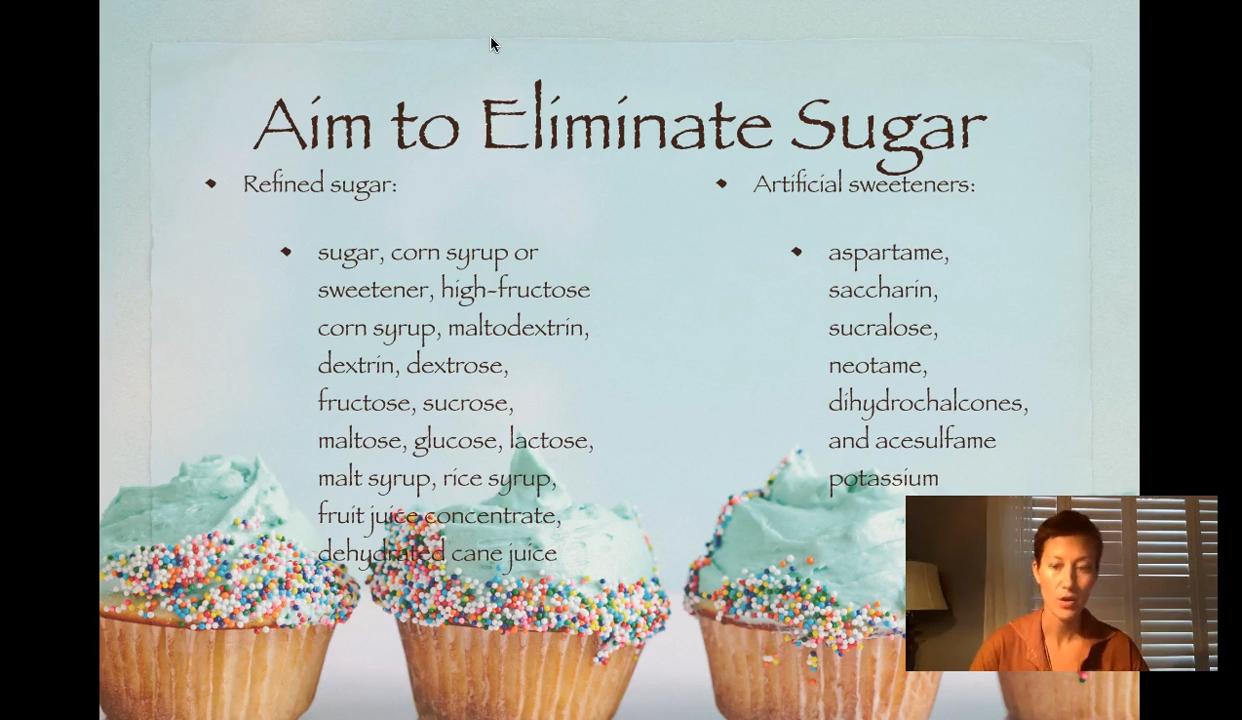 Aim to Eliminate Sugar
Refined sugar:
sugar, corn syrup or
sweetener, high-fructose
corn syrup, maltodextrin,
dextrin, dextrose,
fructose, sucrose,
maltose, glucose, lactose,
malt syrup, rice syrup,
fruit juice concentrate,
dehydrated cane juice
Artificial sweeteners:
aspartame,
saccharin,
sucralose,
neotame,
dihydrochalcones,
and acesulfame
potassium